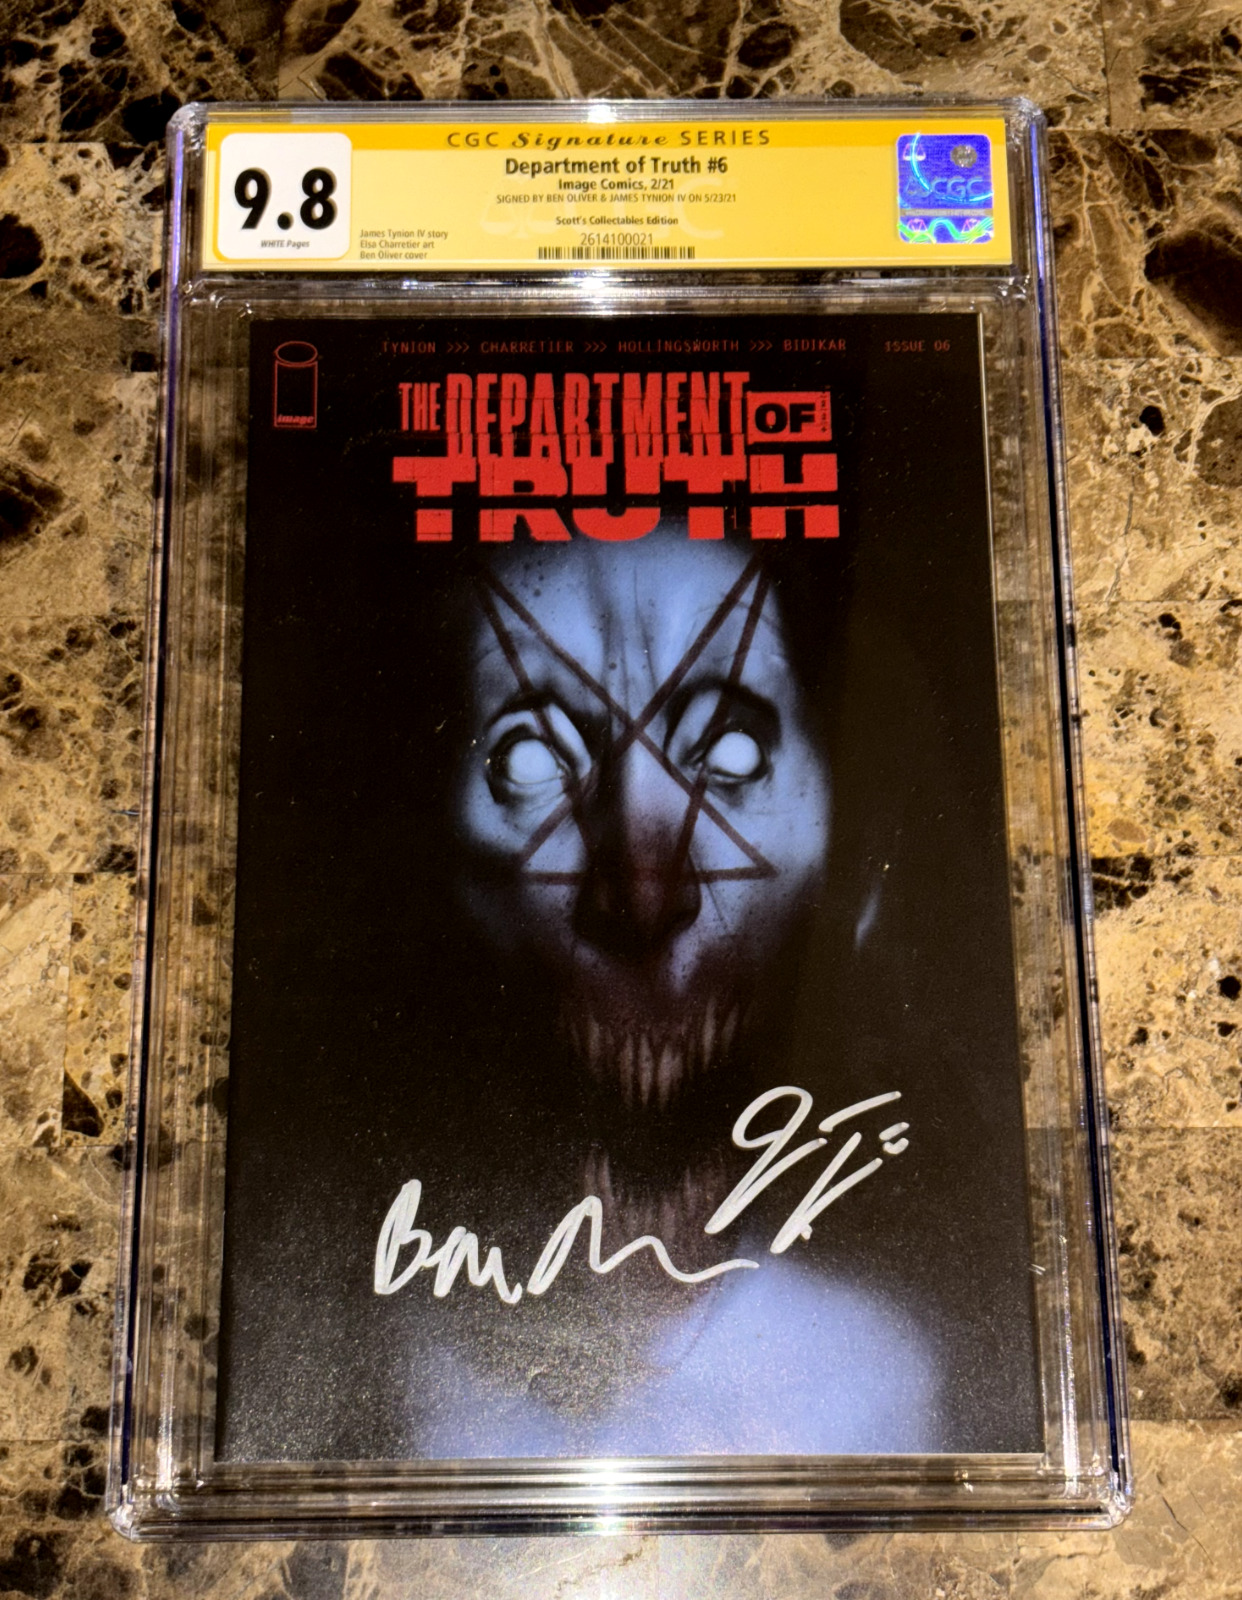 CGC Signature SERIES
9.8
WHITE Pages
Department of Truth #6
Image Comics, 2/21
SIGNED BY BEN OLIVER & JAMES TYNION IV ON 5/23/21
Scott's Collectables Edition
2614100021
James Tynion IV story
Elsa Charretier art
Ben Oliver cover
CGC
TYNION >>> CHARRETIER >>> HOLLINGSWORTH >>> BIDIKAR
ISSUE 06
image
THE DEPARTMENT OF
TRUTH